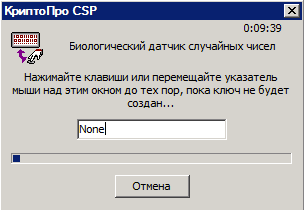 КриптоПро CSP
0:09:39
Биологический датчик случайных чисел
Нажимайте клавиши или перемещайте указатель
мыши над этим окном до тех пор, пока ключ не будет
создан...
None
Отмена